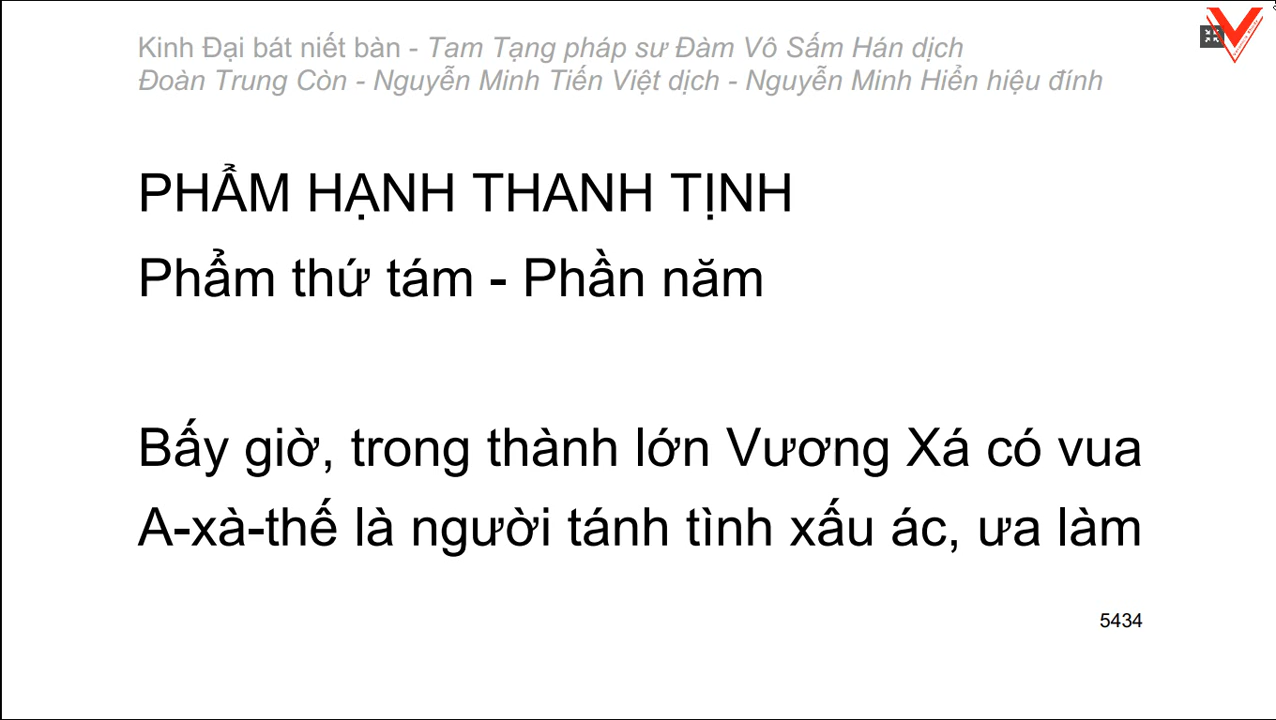 Kinh Đại bát niết bàn - Tam Tạng pháp sư Đàm Vô Sấm Hán dịch
Đoàn Trung Còn - Nguyễn Minh Tiến Việt dịch - Nguyễn Minh Hiển hiệu đính
PHẨM HẠNH THANH TỊNH
Phẩm thứ tám - Phần năm
Bấy giờ, trong thành lớn Vương Xá có vua
A-xà-thế là người tánh tình xấu ác, ưa làm
5434